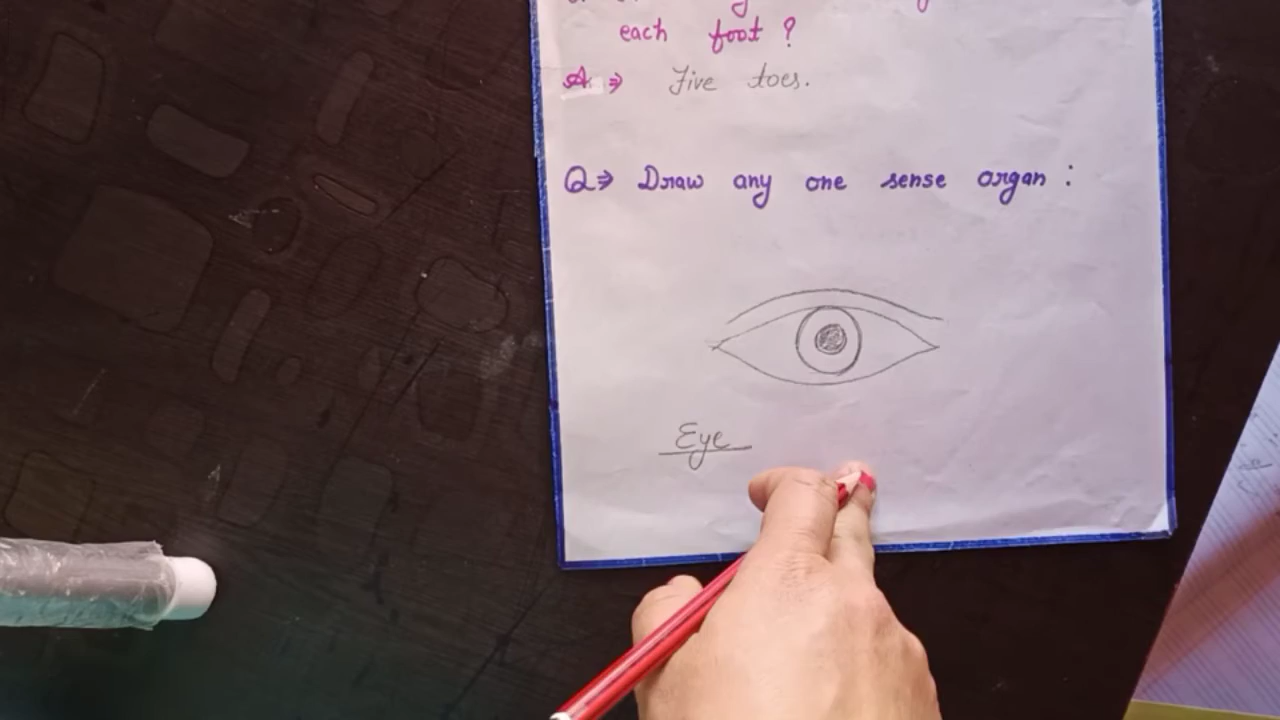 each foot ?
A. ⇒ Five toes.
Q ⇒ Draw any one sense organ :
Eye